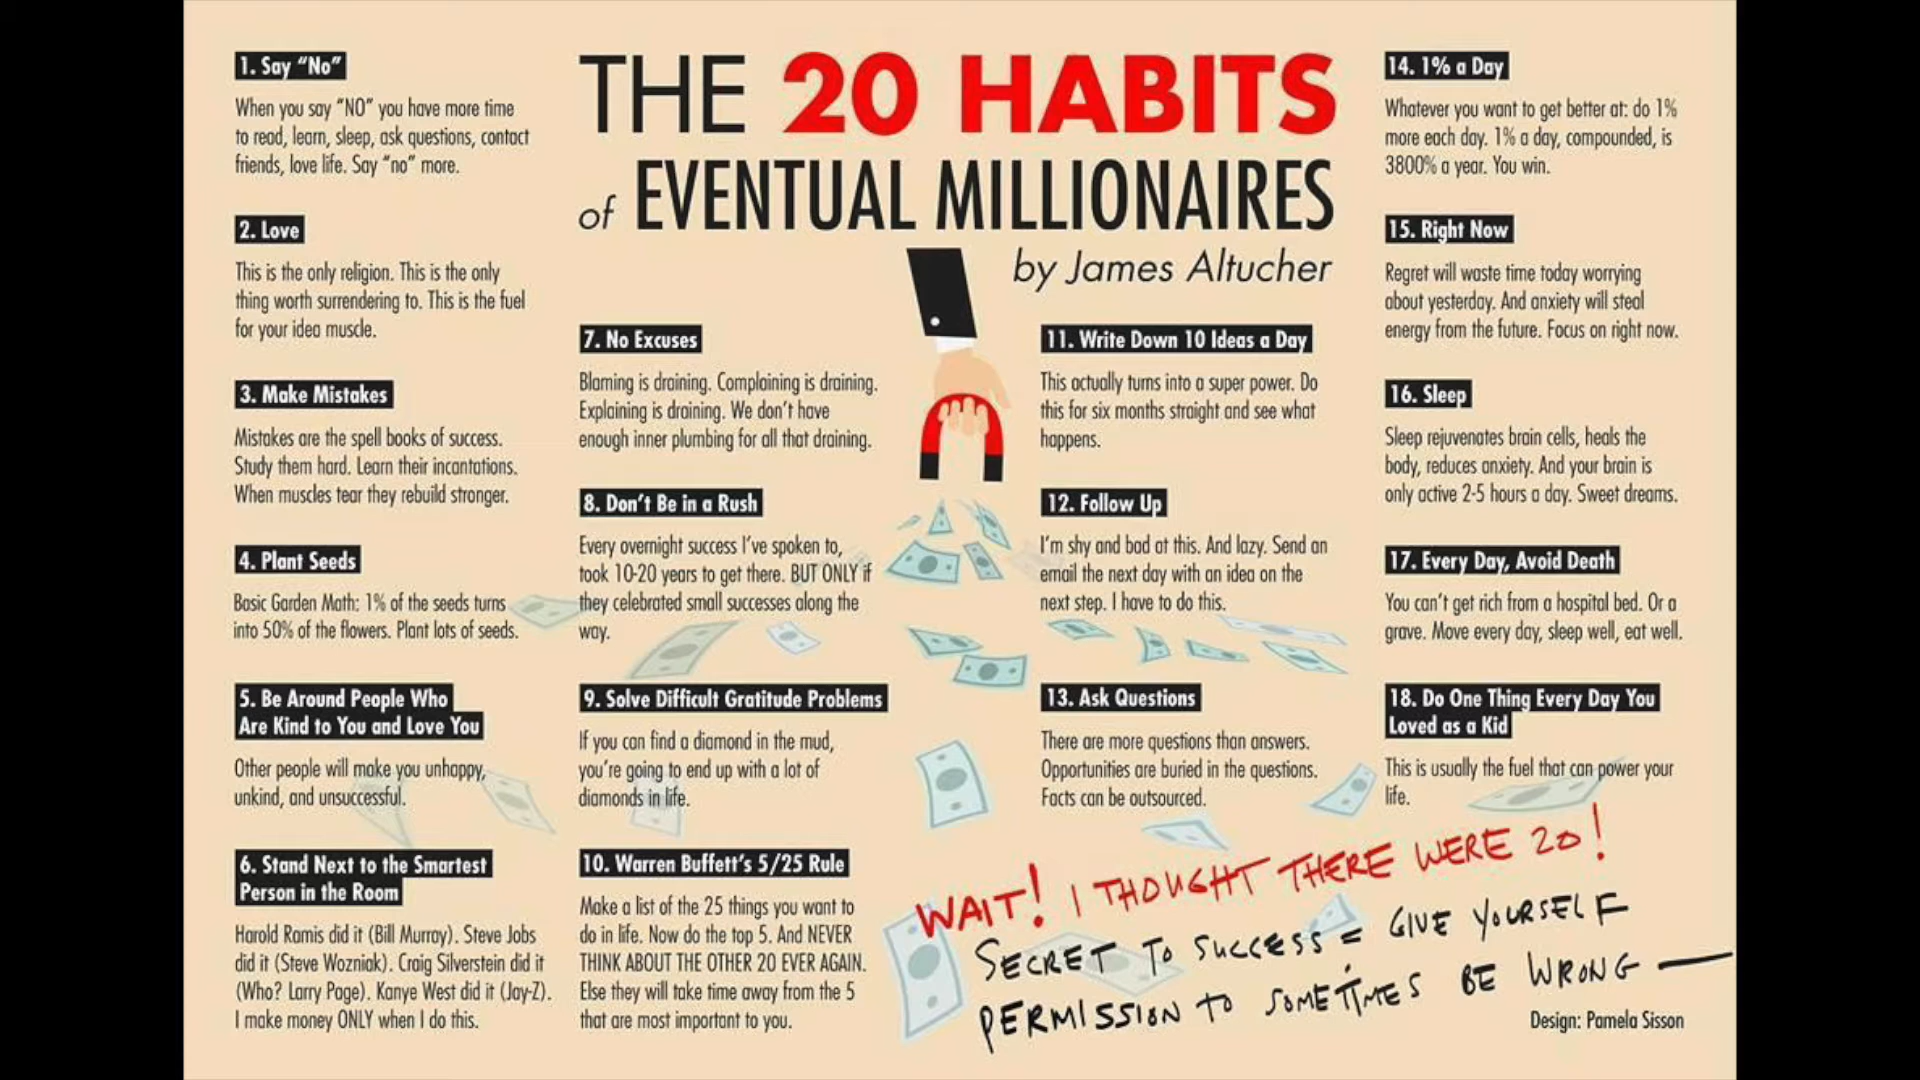 THE 20 HABITS
of EVENTUAL MILLIONAIRES
by James Altucher
1. Say “No”
When you say “NO” you have more time
to read, learn, sleep, ask questions, contact
friends, love life. Say “no” more.
2. Love
This is the only religion. This is the only
thing worth surrendering to. This is the fuel
for your idea muscle.
3. Make Mistakes
Mistakes are the spell books of success.
Study them hard. Learn their incantations.
When muscles tear they rebuild stronger.
4. Plant Seeds
Basic Garden Math: 1% of the seeds turns
into 50% of the flowers. Plant lots of seeds.
5. Be Around People Who
Are Kind to You and Love You
Other people will make you unhappy,
unkind, and unsuccessful.
6. Stand Next to the Smartest
Person in the Room
Harold Ramis did it (Bill Murray). Steve Jobs
did it (Steve Wozniak). Craig Silverstein did it
(Who? Larry Page). Kanye West did it (Jay-Z).
I make money ONLY when I do this.
7. No Excuses
Blaming is draining. Complaining is draining.
Explaining is draining. We don’t have
enough inner plumbing for all that draining.
8. Don’t Be in a Rush
Every overnight success I’ve spoken to,
took 10-20 years to get there. BUT ONLY if
they celebrated small successes along the
way.
9. Solve Difficult Gratitude Problems
If you can find a diamond in the mud,
you’re going to end up with a lot of
diamonds in life.
10. Warren Buffett’s 5/25 Rule
Make a list of the 25 things you want to
do in life. Now do the top 5. And NEVER
THINK ABOUT THE OTHER 20 EVER AGAIN.
Else they will take time away from the 5
that are most important to you.
11. Write Down 10 Ideas a Day
This actually turns into a super power. Do
this for six months straight and see what
happens.
12. Follow Up
I’m shy and bad at this. And lazy. Send an
email the next day with an idea on the
next step. I have to do this.
13. Ask Questions
There are more questions than answers.
Opportunities are buried in the questions.
Facts can be outsourced.
14. 1% a Day
Whatever you want to get better at: do 1%
more each day. 1% a day, compounded, is
3800% a year. You win.
15. Right Now
Regret will waste time today worrying
about yesterday. And anxiety will steal
energy from the future. Focus on right now.
16. Sleep
Sleep rejuvenates brain cells, heals the
body, reduces anxiety. And your brain is
only active 2-5 hours a day. Sweet dreams.
17. Every Day, Avoid Death
You can’t get rich from a hospital bed. Or a
grave. Move every day, sleep well, eat well.
18. Do One Thing Every Day You
Loved as a Kid
This is usually the fuel that can power your
life.
WAIT! I THOUGHT THERE WERE 20!
SECRET TO SUCCESS = GIVE YOURSELF
PERMISSION TO SOMETIMES BE WRONG —
Design: Pamela Sisson